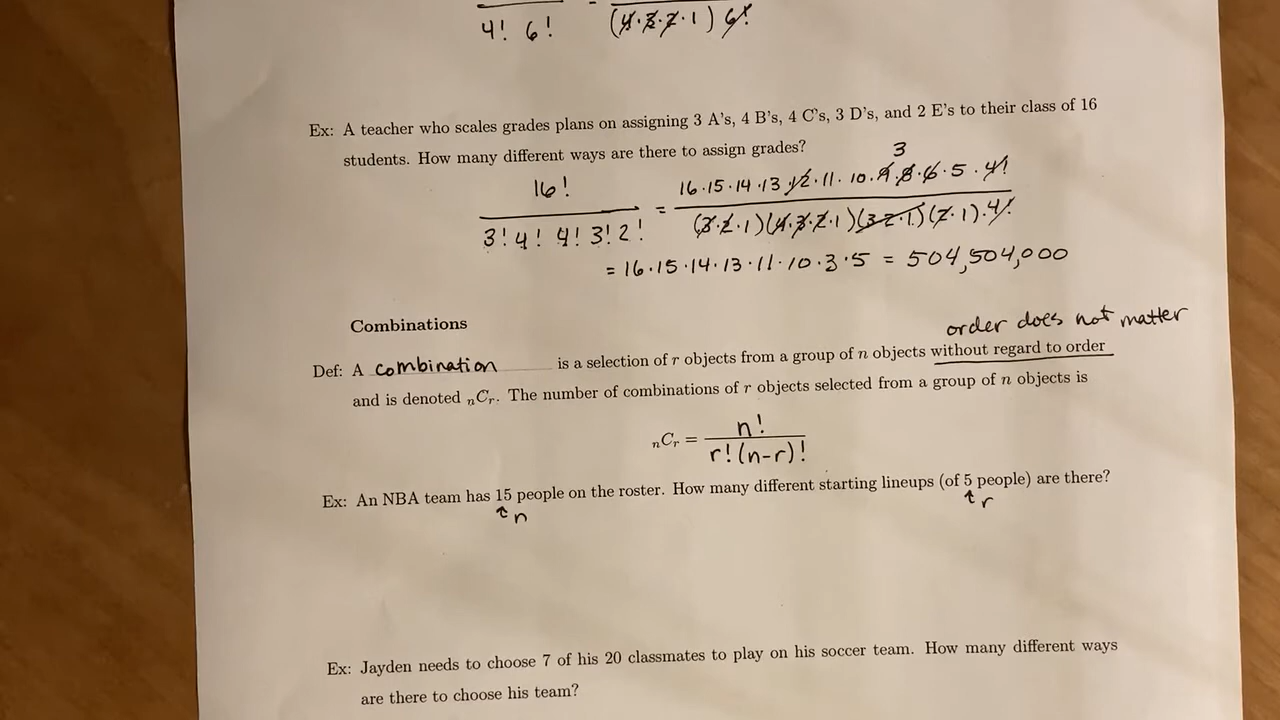 4! 6! = (4·3·2·1) 6!
Ex: A teacher who scales grades plans on assigning 3 A's, 4 B's, 4 C's, 3 D's, and 2 E's to their class of 16
students. How many different ways are there to assign grades?
3
16! / 3! 4! 4! 3! 2! = 16·15·14·13·12·11·10·9·8·6·5·4! / (3·2·1)(4·3·2·1)(3·2·1)(2·1)·4!
= 16·15·14·13·11·10·3·5 = 504,504,000
Combinations
order does not matter
Def: A combination is a selection of r objects from a group of n objects without regard to order
and is denoted nCr. The number of combinations of r objects selected from a group of n objects is
nCr = n! / r!(n-r)!
Ex: An NBA team has 15 people on the roster. How many different starting lineups (of 5 people) are there?
↑ n ↑ r
Ex: Jayden needs to choose 7 of his 20 classmates to play on his soccer team. How many different ways
are there to choose his team?